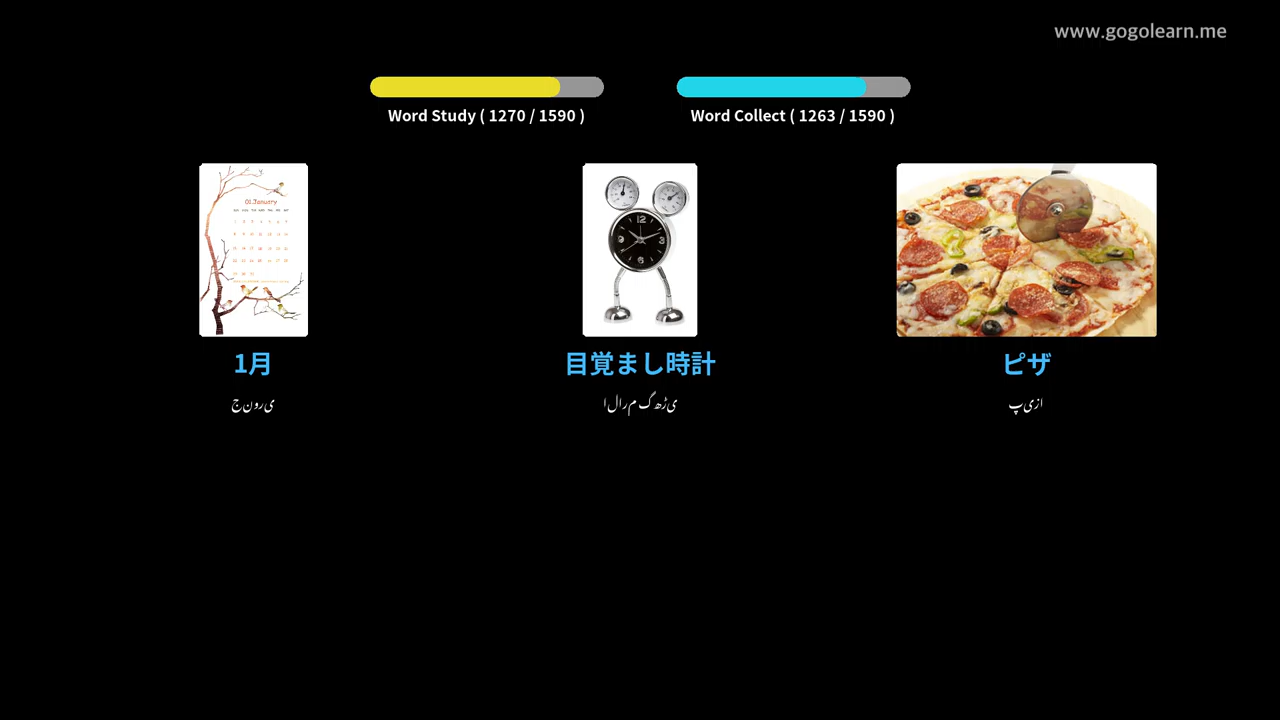 www.gogolearn.me
Word Study ( 1270 / 1590 )
Word Collect ( 1263 / 1590 )
01.January
1月
目覚まし時計
ピザ
جنوری
الارم گھڑی
پیزا